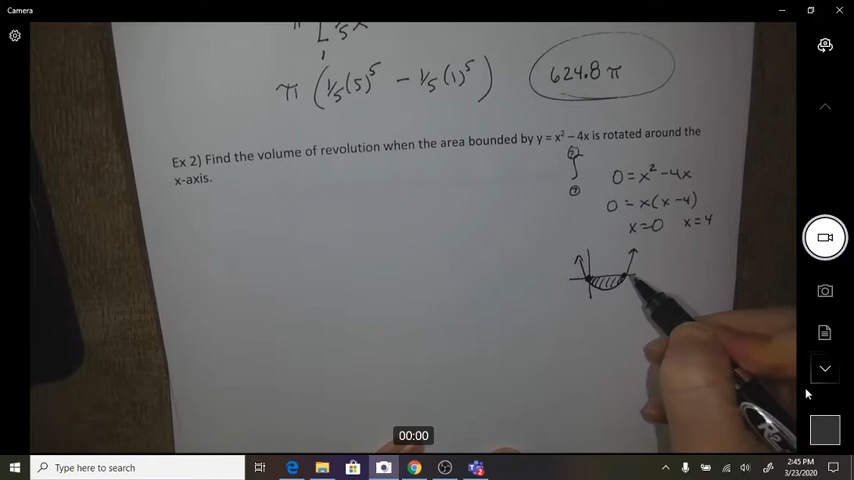 Camera
1/5 x
π (1/5(5)^5 − 1/5(1)^5) 624.8 π
Ex 2) Find the volume of revolution when the area bounded by y = x² – 4x is rotated around the
x-axis.
0 = x² − 4x
0 = x(x − 4)
x=0 x=4
00:00
Type here to search
2:45 PM
3/23/2020